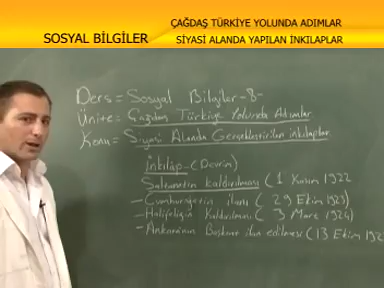 ÇAĞDAŞ TÜRKİYE YOLUNDA ADIMLAR
SOSYAL BİLGİLER SİYASİ ALANDA YAPILAN İNKILAPLAR
Ders = Sosyal Bilgiler -8-
Ünite = Çağdaş Türkiye Yolunda Adımlar
Konu = Siyasi Alanda Gerçekleştirilen inkılaplar
İnkılap - (Devrim)
Saltanatın kaldırılması (1 Kasım 1922
- Cumhuriyetin ilanı (29 Ekim 1923)
- Halifeliğin Kaldırılması (3 Mart 1924)
- Ankara'nın Başkent ilan edilmesi (13 Ekim 192